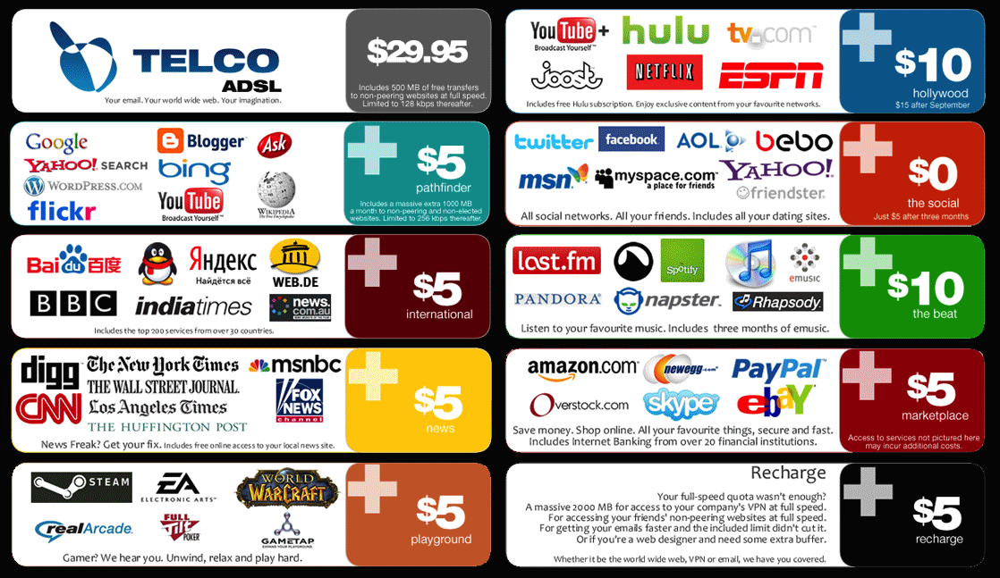 TELCO
ADSL
Your email. Your world wide web. Your imagination.
$29.95
Includes 500 MB of free transfers
to non-peering websites at full speed.
Limited to 128 kbps thereafter.
YouTube +
Broadcast Yourself™
hulu
tv.com™
Joost™
NETFLIX
ESPN
Includes free Hulu subscription. Enjoy exclusive content from your favourite networks.
$10
hollywood
$15 after September
Google
Blogger™
Ask
YAHOO! SEARCH
bing™
WORDPRESS.COM
flickr
YouTube
Broadcast Yourself™
WIKIPEDIA
The Free Encyclopedia
$5
pathfinder
Includes a massive extra 1000 MB
a month to non-peering and non-elected
websites. Limited to 256 kbps thereafter.
twitter
facebook
AOL
bebo
msn
myspace.com™
a place for friends
YAHOO!
friendster
All social networks. All your friends. Includes all your dating sites.
$0
the social
Just $5 after three months
Bai du 百度
Яндекс
Найдётся всё
WEB.DE
BBC
indiatimes
news.
com.au
Includes the top 200 services from over 30 countries.
$5
international
last.fm
Spotify
emusic
PANDORA
napster
Rhapsody
Listen to your favourite music. Includes three months of emusic.
$10
the beat
digg™
The New York Times
msnbc
THE WALL STREET JOURNAL.
CNN
Los Angeles Times
FOX
NEWS
channel
THE HUFFINGTON POST
News Freak? Get your fix. Includes free online access to your local news site.
$5
news
amazon.com
newegg.com
PayPal™
Overstock.com
skype
ebaY
Save money. Shop online. All your favourite things, secure and fast.
Includes Internet Banking from over 20 financial institutions.
$5
marketplace
Access to services not pictured here
may incur additional costs.
STEAM
EA
ELECTRONIC ARTS™
WORLD
OF
WARCRAFT
realArcade
FULL
TILT
POKER
GAMETAP
Gamer? We hear you. Unwind, relax and play hard.
$5
playground
Recharge
Your full-speed quota wasn't enough?
A massive 2000 MB for access to your company's VPN at full speed.
For accessing your friends' non-peering websites at full speed.
For getting your emails faster and the included limit didn't cut it.
Or if you're a web designer and need some extra buffer.
Whether it be the world wide web, VPN or email, we have you covered.
$5
recharge